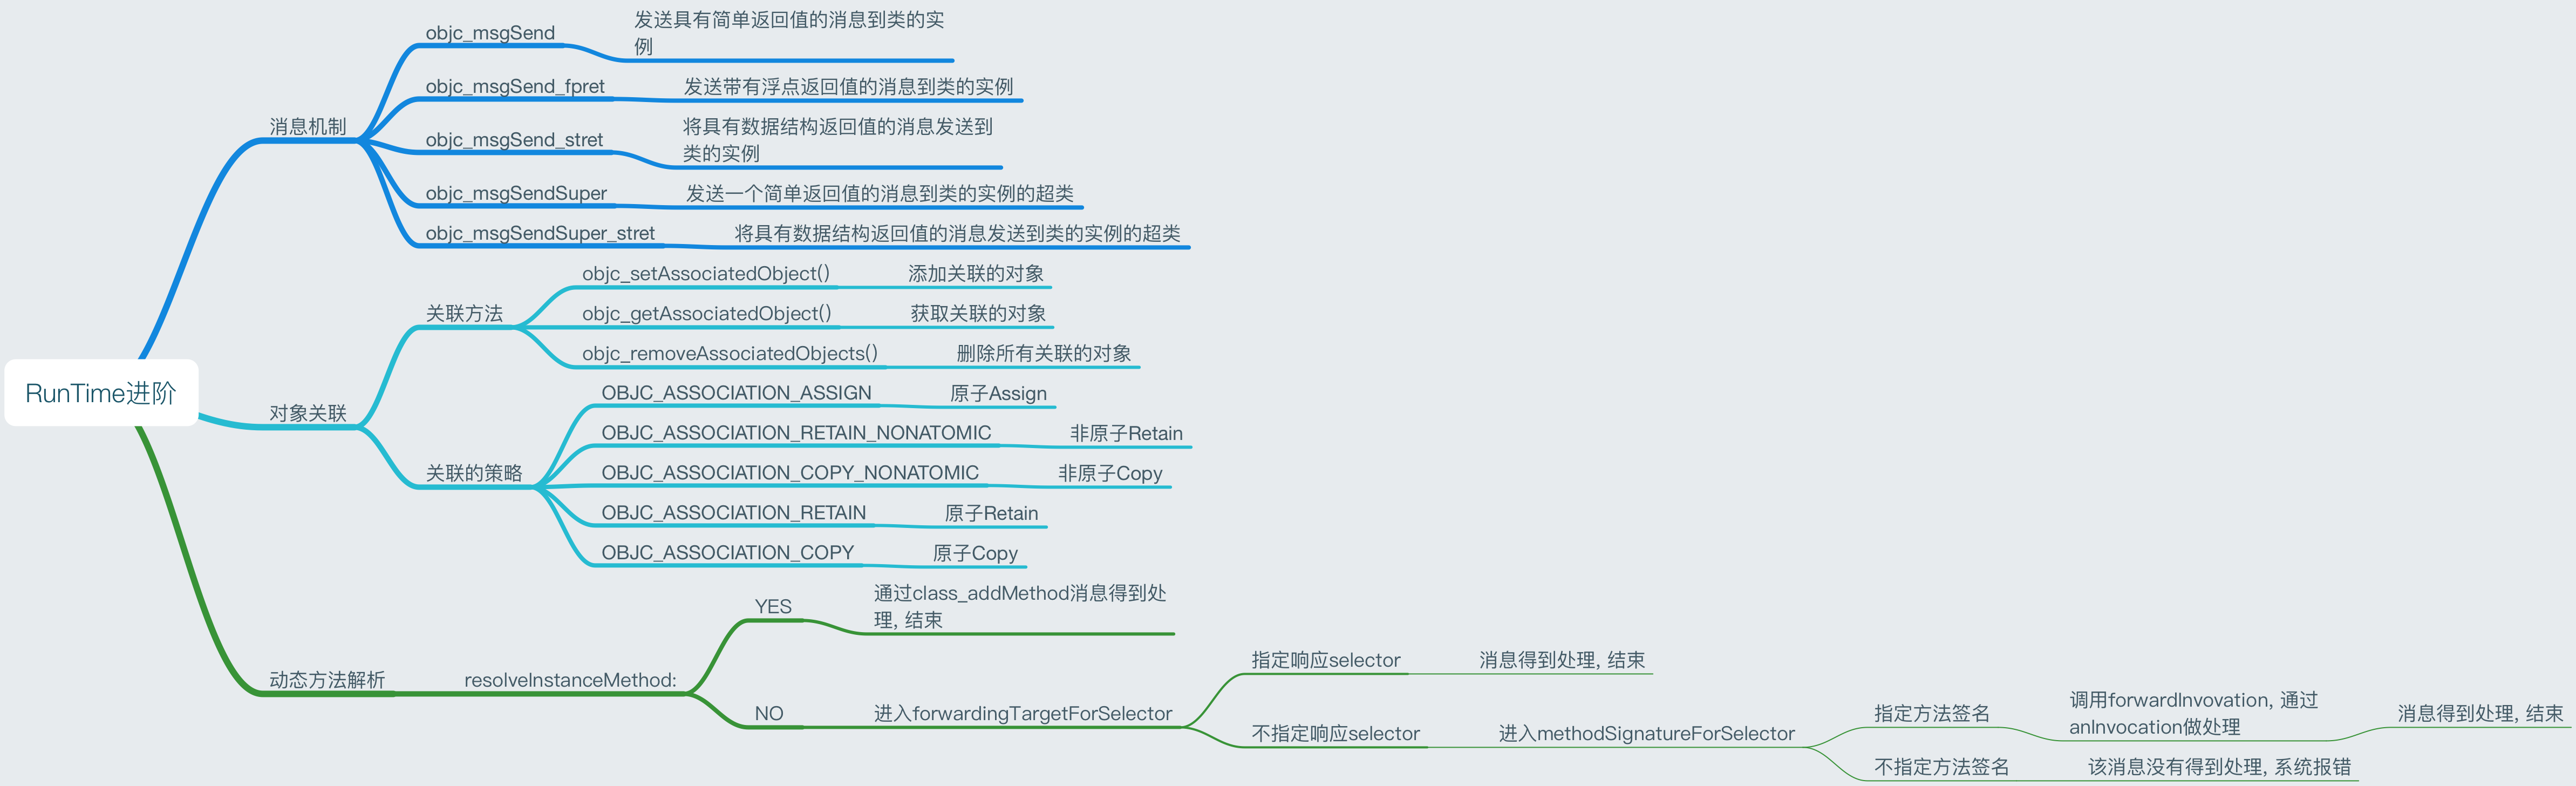 RunTime进阶
消息机制
objc_msgSend
发送具有简单返回值的消息到类的实
例
objc_msgSend_fpret
发送带有浮点返回值的消息到类的实例
objc_msgSend_stret
将具有数据结构返回值的消息发送到
类的实例
objc_msgSendSuper
发送一个简单返回值的消息到类的实例的超类
objc_msgSendSuper_stret
将具有数据结构返回值的消息发送到类的实例的超类
对象关联
关联方法
objc_setAssociatedObject()
添加关联的对象
objc_getAssociatedObject()
获取关联的对象
objc_removeAssociatedObjects()
删除所有关联的对象
关联的策略
OBJC_ASSOCIATION_ASSIGN
原子Assign
OBJC_ASSOCIATION_RETAIN_NONATOMIC
非原子Retain
OBJC_ASSOCIATION_COPY_NONATOMIC
非原子Copy
OBJC_ASSOCIATION_RETAIN
原子Retain
OBJC_ASSOCIATION_COPY
原子Copy
动态方法解析
resolveInstanceMethod:
YES
通过class_addMethod消息得到处
理, 结束
NO
进入forwardingTargetForSelector
指定响应selector
消息得到处理, 结束
不指定响应selector
进入methodSignatureForSelector
指定方法签名
调用forwardInvovation, 通过
anInvocation做处理
消息得到处理, 结束
不指定方法签名
该消息没有得到处理, 系统报错